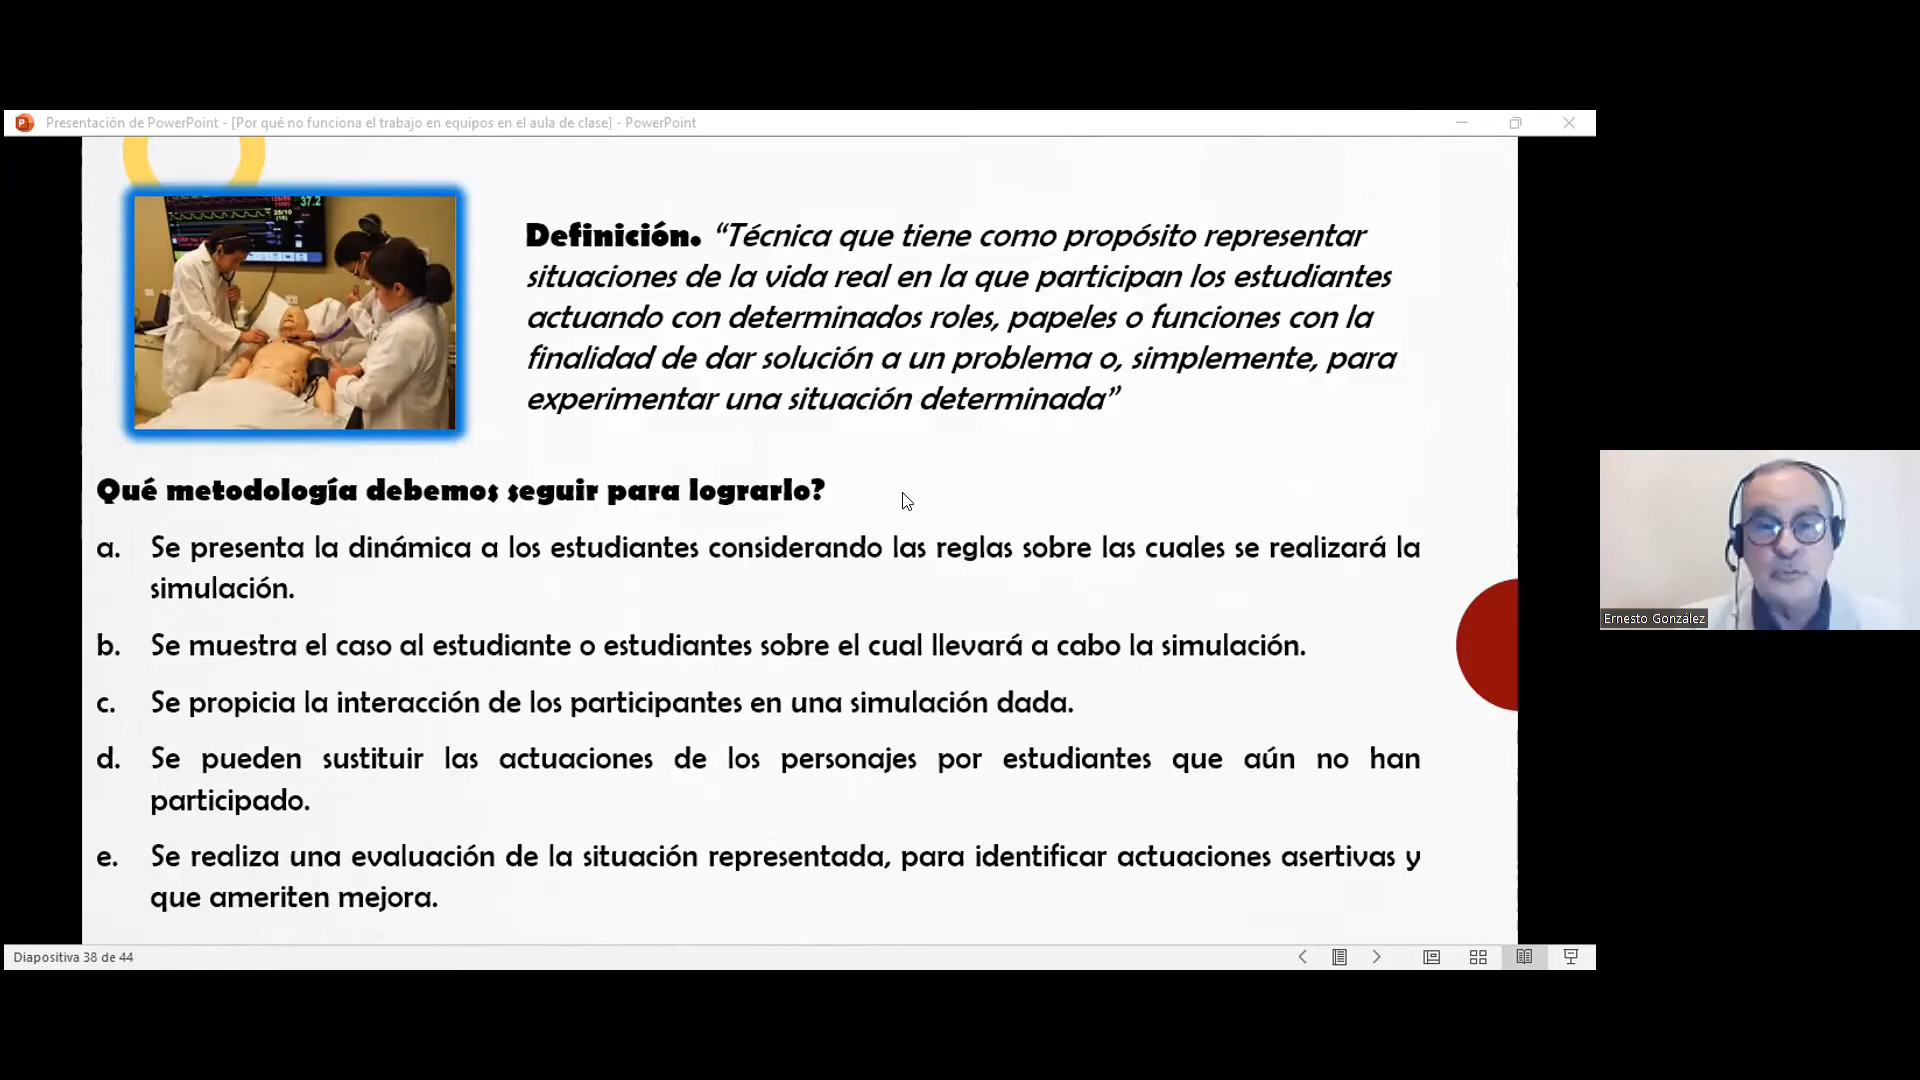 Presentación de PowerPoint - [Por qué no funciona el trabajo en equipos en el aula de clase] - PowerPoint
37.2
Definición. “Técnica que tiene como propósito representar
situaciones de la vida real en la que participan los estudiantes
actuando con determinados roles, papeles o funciones con la
finalidad de dar solución a un problema o, simplemente, para
experimentar una situación determinada”
Qué metodología debemos seguir para lograrlo?
a. Se presenta la dinámica a los estudiantes considerando las reglas sobre las cuales se realizará la
simulación.
b. Se muestra el caso al estudiante o estudiantes sobre el cual llevará a cabo la simulación.
c. Se propicia la interacción de los participantes en una simulación dada.
d. Se pueden sustituir las actuaciones de los personajes por estudiantes que aún no han
participado.
e. Se realiza una evaluación de la situación representada, para identificar actuaciones asertivas y
que ameriten mejora.
Ernesto González
Diapositiva 38 de 44